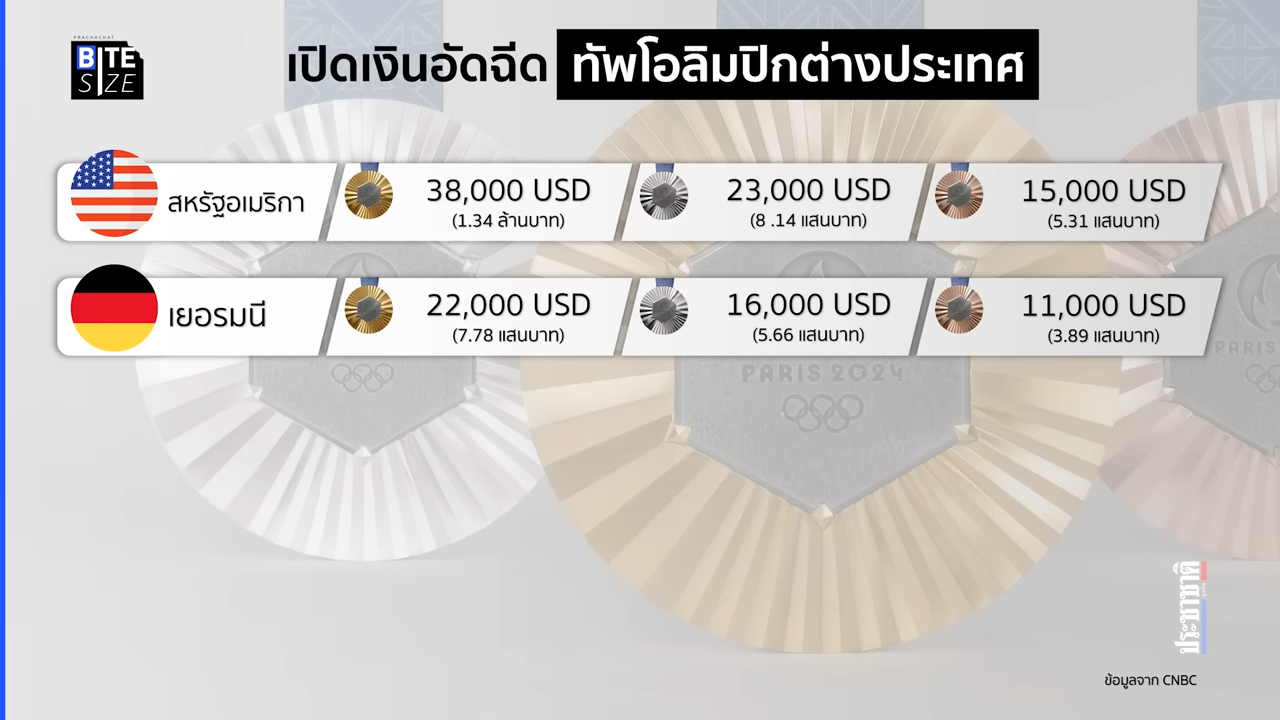 PRACHACHAT
BITE
SIZE
เปิดเงินอัดฉีด ทัพโอลิมปิกต่างประเทศ
สหรัฐอเมริกา 38,000 USD 23,000 USD 15,000 USD
(1.34 ล้านบาท) (8 .14 แสนบาท) (5.31 แสนบาท)
เยอรมนี 22,000 USD 16,000 USD 11,000 USD
(7.78 แสนบาท) (5.66 แสนบาท) (3.89 แสนบาท)
PARIS 2024
PARIS
ประชาชาติ
ข้อมูลจาก CNBC